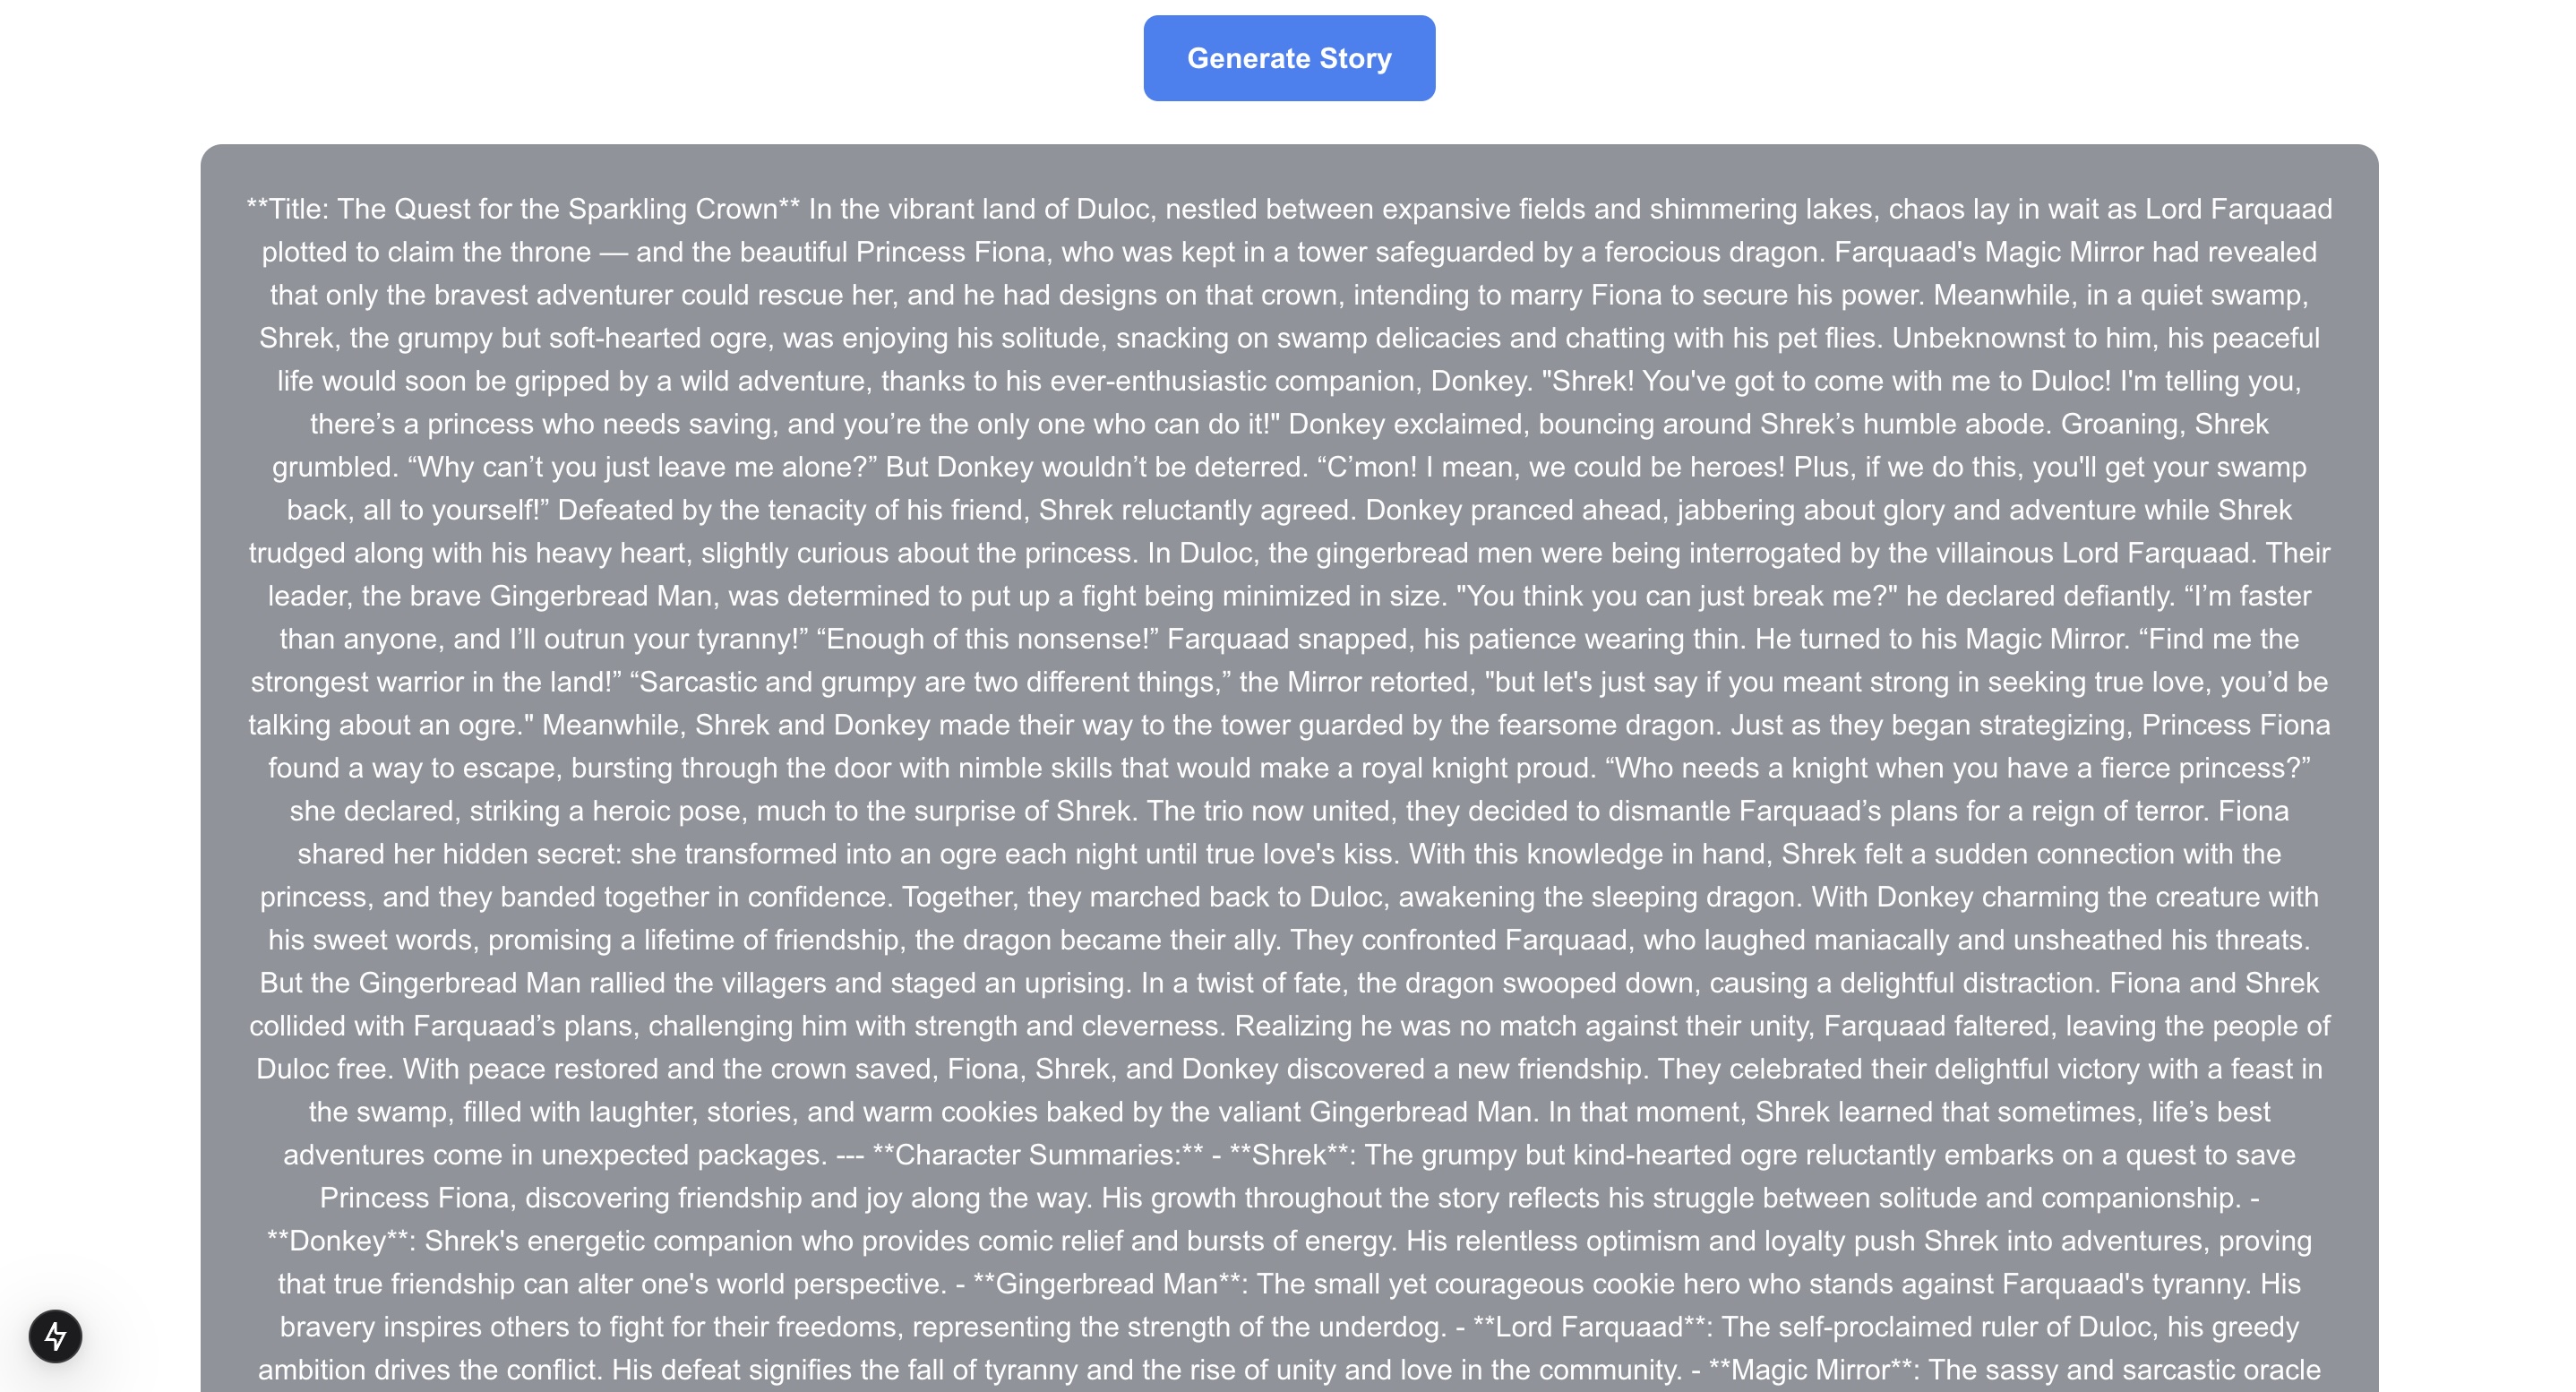 Generate Story
**Title: The Quest for the Sparkling Crown** In the vibrant land of Duloc, nestled between expansive fields and shimmering lakes, chaos lay in wait as Lord Farquaad
plotted to claim the throne — and the beautiful Princess Fiona, who was kept in a tower safeguarded by a ferocious dragon. Farquaad's Magic Mirror had revealed
that only the bravest adventurer could rescue her, and he had designs on that crown, intending to marry Fiona to secure his power. Meanwhile, in a quiet swamp,
Shrek, the grumpy but soft-hearted ogre, was enjoying his solitude, snacking on swamp delicacies and chatting with his pet flies. Unbeknownst to him, his peaceful
life would soon be gripped by a wild adventure, thanks to his ever-enthusiastic companion, Donkey. "Shrek! You've got to come with me to Duloc! I'm telling you,
there’s a princess who needs saving, and you’re the only one who can do it!" Donkey exclaimed, bouncing around Shrek’s humble abode. Groaning, Shrek
grumbled. “Why can’t you just leave me alone?” But Donkey wouldn’t be deterred. “C’mon! I mean, we could be heroes! Plus, if we do this, you'll get your swamp
back, all to yourself!” Defeated by the tenacity of his friend, Shrek reluctantly agreed. Donkey pranced ahead, jabbering about glory and adventure while Shrek
trudged along with his heavy heart, slightly curious about the princess. In Duloc, the gingerbread men were being interrogated by the villainous Lord Farquaad. Their
leader, the brave Gingerbread Man, was determined to put up a fight being minimized in size. "You think you can just break me?" he declared defiantly. “I’m faster
than anyone, and I’ll outrun your tyranny!” “Enough of this nonsense!” Farquaad snapped, his patience wearing thin. He turned to his Magic Mirror. “Find me the
strongest warrior in the land!” “Sarcastic and grumpy are two different things,” the Mirror retorted, "but let's just say if you meant strong in seeking true love, you’d be
talking about an ogre." Meanwhile, Shrek and Donkey made their way to the tower guarded by the fearsome dragon. Just as they began strategizing, Princess Fiona
found a way to escape, bursting through the door with nimble skills that would make a royal knight proud. “Who needs a knight when you have a fierce princess?”
she declared, striking a heroic pose, much to the surprise of Shrek. The trio now united, they decided to dismantle Farquaad’s plans for a reign of terror. Fiona
shared her hidden secret: she transformed into an ogre each night until true love's kiss. With this knowledge in hand, Shrek felt a sudden connection with the
princess, and they banded together in confidence. Together, they marched back to Duloc, awakening the sleeping dragon. With Donkey charming the creature with
his sweet words, promising a lifetime of friendship, the dragon became their ally. They confronted Farquaad, who laughed maniacally and unsheathed his threats.
But the Gingerbread Man rallied the villagers and staged an uprising. In a twist of fate, the dragon swooped down, causing a delightful distraction. Fiona and Shrek
collided with Farquaad’s plans, challenging him with strength and cleverness. Realizing he was no match against their unity, Farquaad faltered, leaving the people of
Duloc free. With peace restored and the crown saved, Fiona, Shrek, and Donkey discovered a new friendship. They celebrated their delightful victory with a feast in
the swamp, filled with laughter, stories, and warm cookies baked by the valiant Gingerbread Man. In that moment, Shrek learned that sometimes, life’s best
adventures come in unexpected packages. --- **Character Summaries:** - **Shrek**: The grumpy but kind-hearted ogre reluctantly embarks on a quest to save
Princess Fiona, discovering friendship and joy along the way. His growth throughout the story reflects his struggle between solitude and companionship. -
**Donkey**: Shrek's energetic companion who provides comic relief and bursts of energy. His relentless optimism and loyalty push Shrek into adventures, proving
that true friendship can alter one's world perspective. - **Gingerbread Man**: The small yet courageous cookie hero who stands against Farquaad's tyranny. His
bravery inspires others to fight for their freedoms, representing the strength of the underdog. - **Lord Farquaad**: The self-proclaimed ruler of Duloc, his greedy
ambition drives the conflict. His defeat signifies the fall of tyranny and the rise of unity and love in the community. - **Magic Mirror**: The sassy and sarcastic oracle